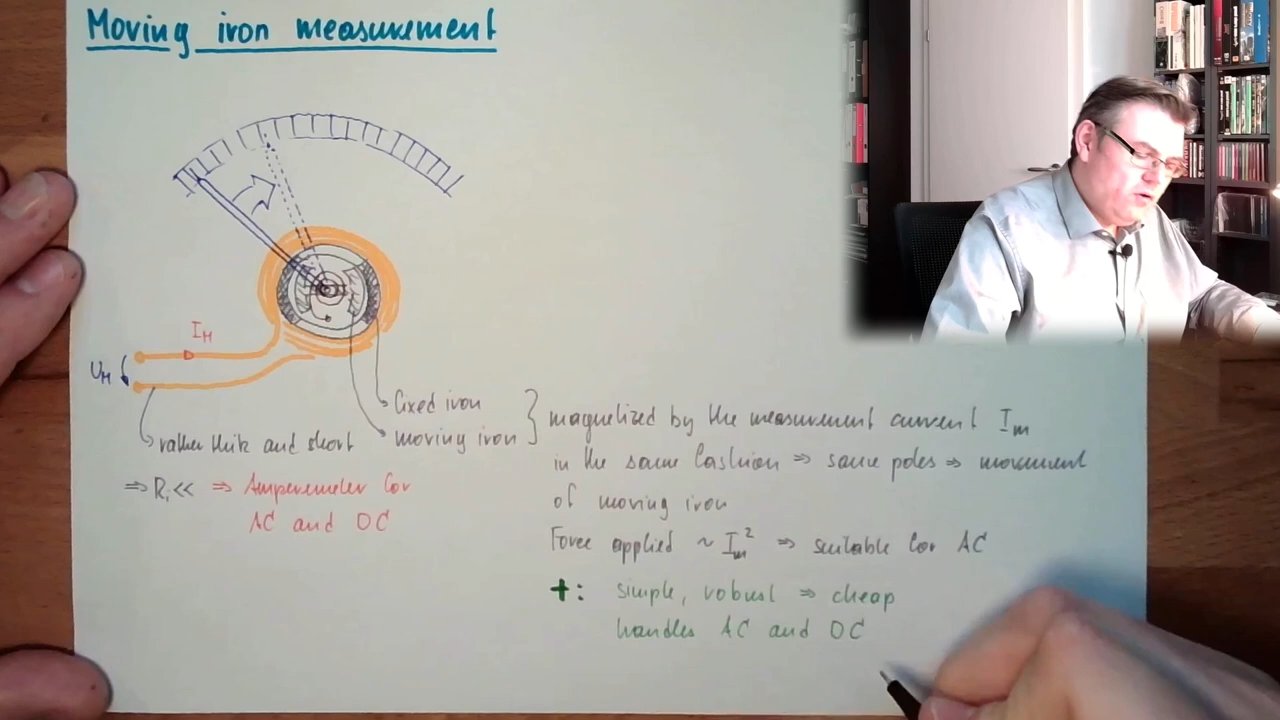 Moving iron measurement
I_M
U_M
fixed iron
moving iron
rather thik and short
⇒ R_i << ⇒ Amperemeter for
AC and DC
magnetized by the measurement current I_m
in the same fashion ⇒ same poles ⇒ movement
of moving iron
Force applied ~ I_m² ⇒ suitable for AC
+: simple, robust ⇒ cheap
handles AC and DC